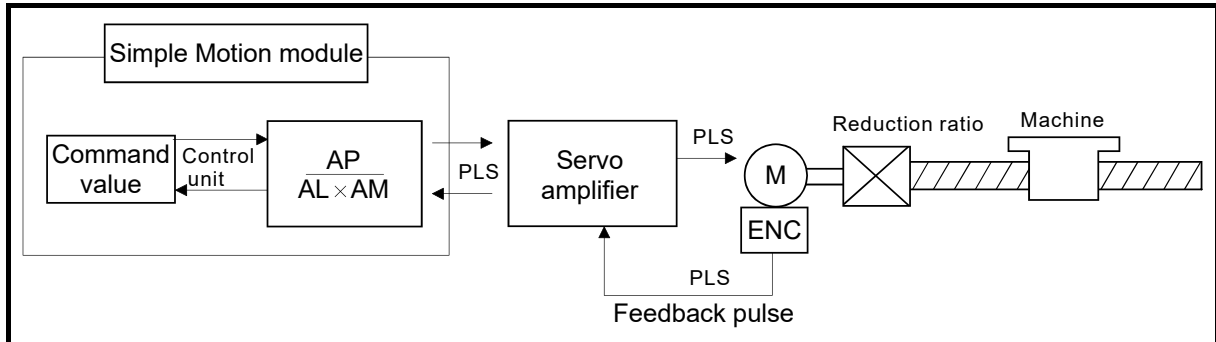 Simple Motion module
Command
value
Control
unit
AP
AL × AM
PLS
Servo
amplifier
PLS
M
ENC
Reduction ratio
Machine
PLS
Feedback pulse